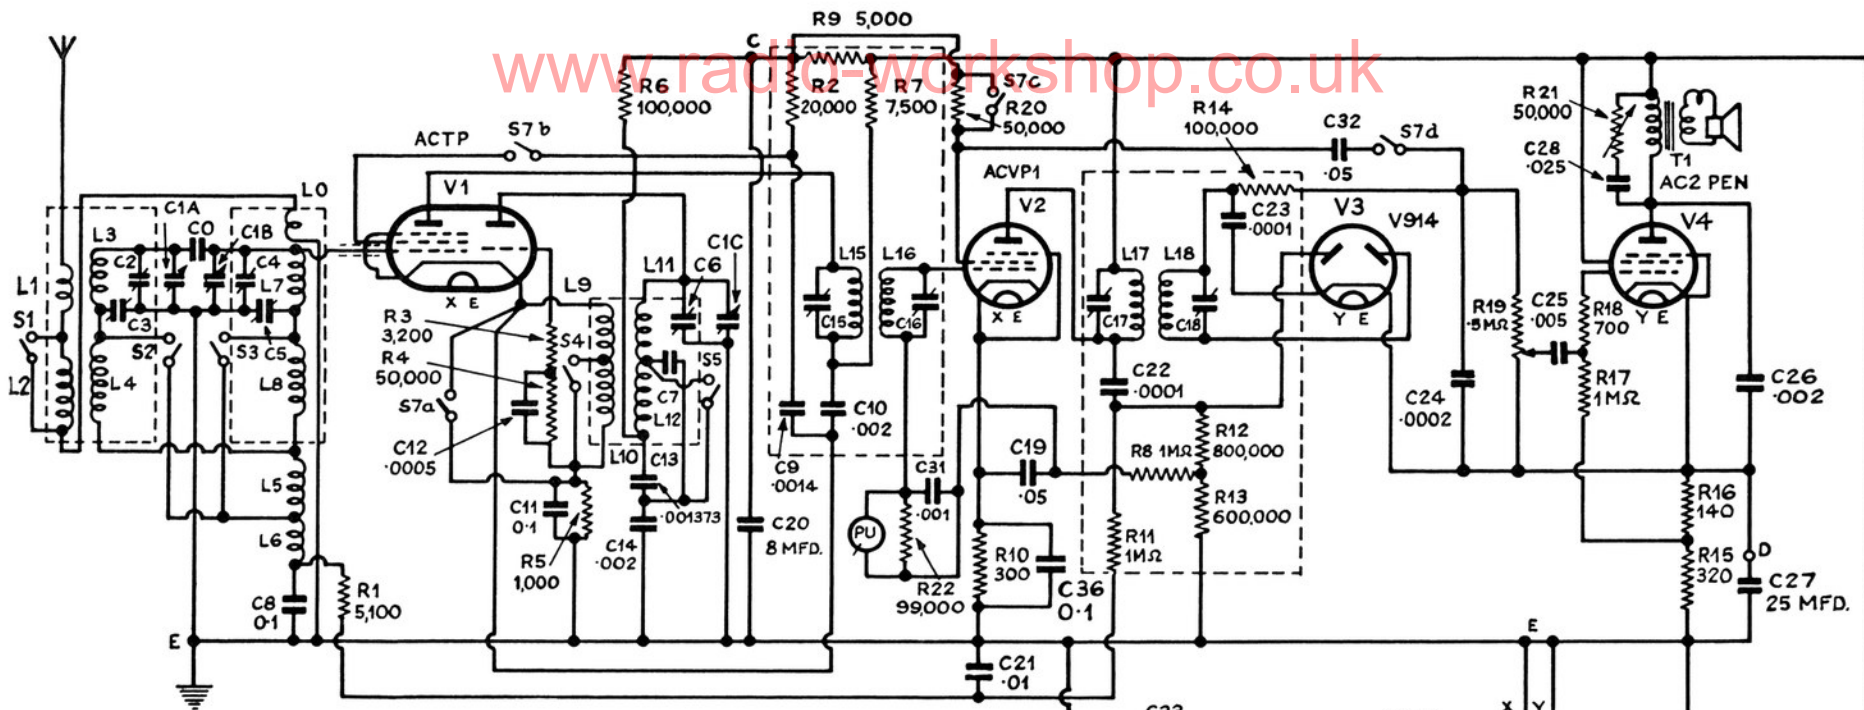 R9 5,000
www.radio-workshop.co.uk
C
R6
100,000
R2
20,000
R7
7,500
S7c
R20
50,000
R14
100,000
C32
.05
S7d
R21
50,000
C28
.025
T1
AC2 PEN
ACTP
S7b
V1
ACVP1
V2
V3
V914
V4
L0
C1A
C0
C1B
L3
C2
C4
L7
C3
C5
L1
S1
L2
S2
S3
L4
L8
X E
R3
3,200
R4
50,000
S7a
C12
.0005
L9
S4
L10
L11
C6
C1C
S5
C7
L12
C13
.001373
L15
C15
L16
C16
X E
L17
C17
L18
C18
C23
.0001
Y E
R19
.5MΩ
C25
.005
R18
700
Y E
R17
1MΩ
C26
.002
C22
.0001
C24
.0002
C10
.002
C9
.0014
C19
.05
R8 1MΩ
R12
800,000
R13
600,000
C31
.001
PU
R22
99,000
R10
300
C36
0.1
R11
1MΩ
R16
140
R15
320
D
C27
25 MFD.
L5
L6
C8
0.1
R1
5,100
C11
0.1
R5
1,000
C14
.002
C20
8 MFD.
E
C21
.01
E
X Y